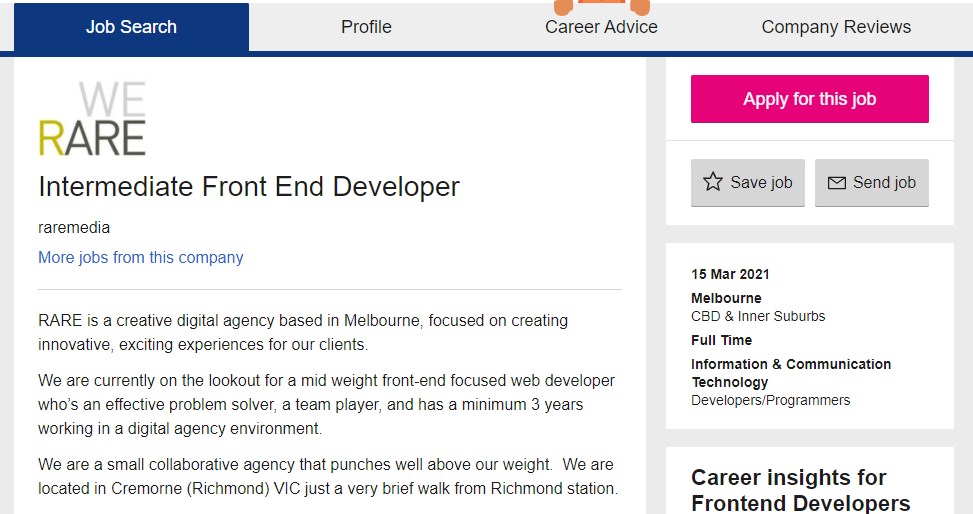 Job Search
Profile
Career Advice
Company Reviews
WE
RARE
Intermediate Front End Developer
raremedia
More jobs from this company
RARE is a creative digital agency based in Melbourne, focused on creating
innovative, exciting experiences for our clients.
We are currently on the lookout for a mid weight front-end focused web developer
who’s an effective problem solver, a team player, and has a minimum 3 years
working in a digital agency environment.
We are a small collaborative agency that punches well above our weight.  We are
located in Cremorne (Richmond) VIC just a very brief walk from Richmond station.
Apply for this job
Save job
Send job
15 Mar 2021
Melbourne
CBD & Inner Suburbs
Full Time
Information & Communication
Technology
Developers/Programmers
Career insights for
Frontend Developers